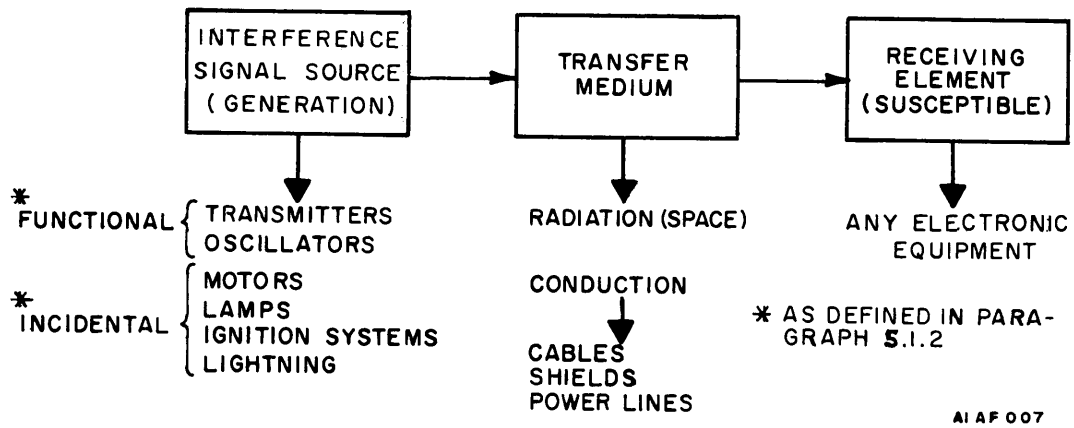 INTERFERENCE
SIGNAL SOURCE
(GENERATION)
TRANSFER
MEDIUM
RECEIVING
ELEMENT
(SUSCEPTIBLE)
*FUNCTIONAL
TRANSMITTERS
OSCILLATORS
*INCIDENTAL
MOTORS
LAMPS
IGNITION SYSTEMS
LIGHTNING
RADIATION (SPACE)
CONDUCTION
CABLES
SHIELDS
POWER LINES
ANY ELECTRONIC
EQUIPMENT
* AS DEFINED IN PARA-
GRAPH 5.1.2
AI AF 007